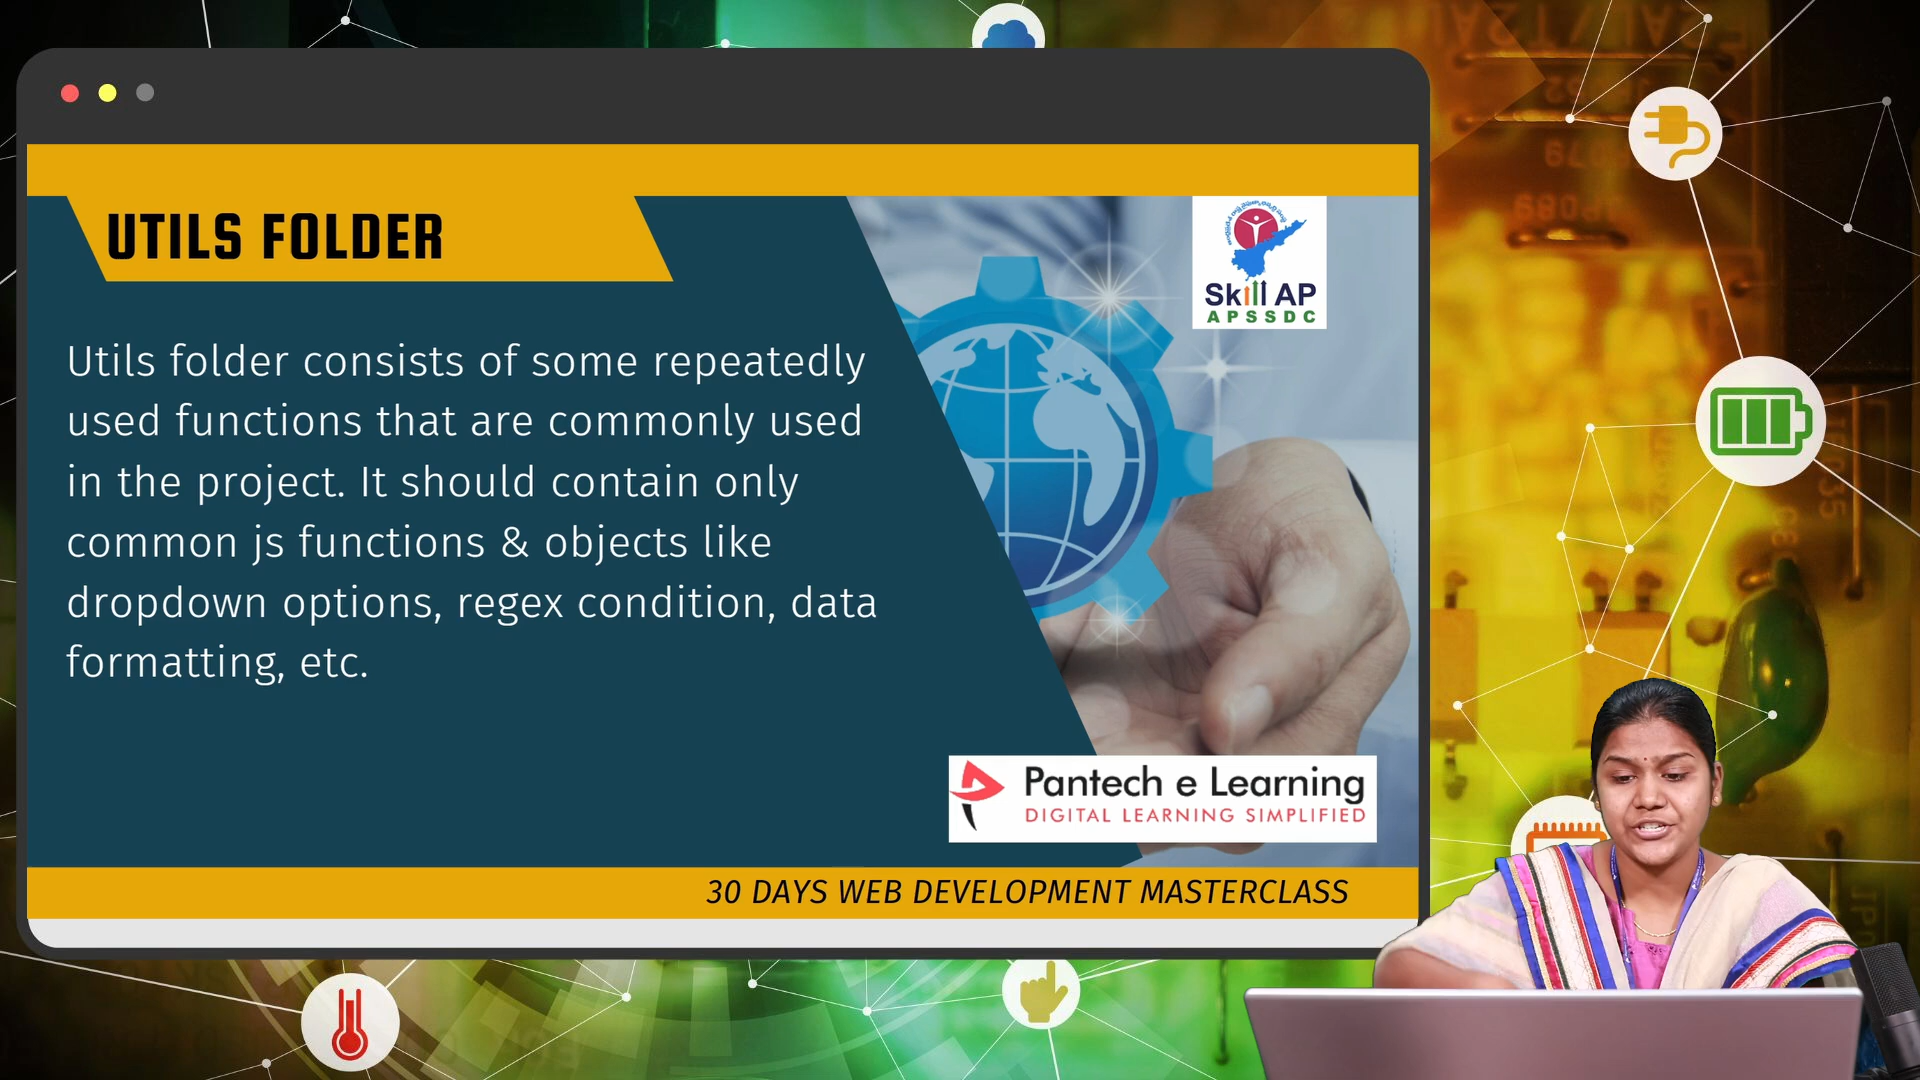 UTILS FOLDER
Utils folder consists of some repeatedly
used functions that are commonly used
in the project. It should contain only
common js functions & objects like
dropdown options, regex condition, data
formatting, etc.
Skill AP
APSSDC
Pantech e Learning
DIGITAL LEARNING SIMPLIFIED
30 DAYS WEB DEVELOPMENT MASTERCLASS